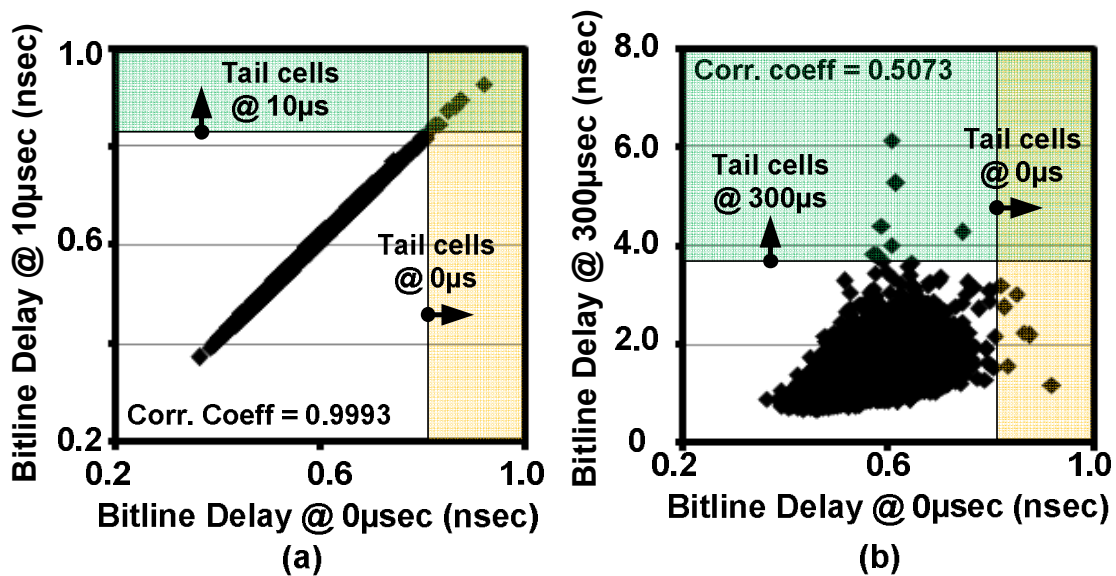 Bitline Delay @ 10µsec (nsec)
1.0
0.6
0.2
Tail cells
@ 10µs
Tail cells
@ 0µs
Corr. Coeff = 0.9993
0.2
0.6
1.0
Bitline Delay @ 0µsec (nsec)
(a)
Bitline Delay @ 300µsec (nsec)
8.0
6.0
4.0
2.0
0
Corr. coeff = 0.5073
Tail cells
@ 0µs
Tail cells
@ 300µs
0.2
0.6
1.0
Bitline Delay @ 0µsec (nsec)
(b)